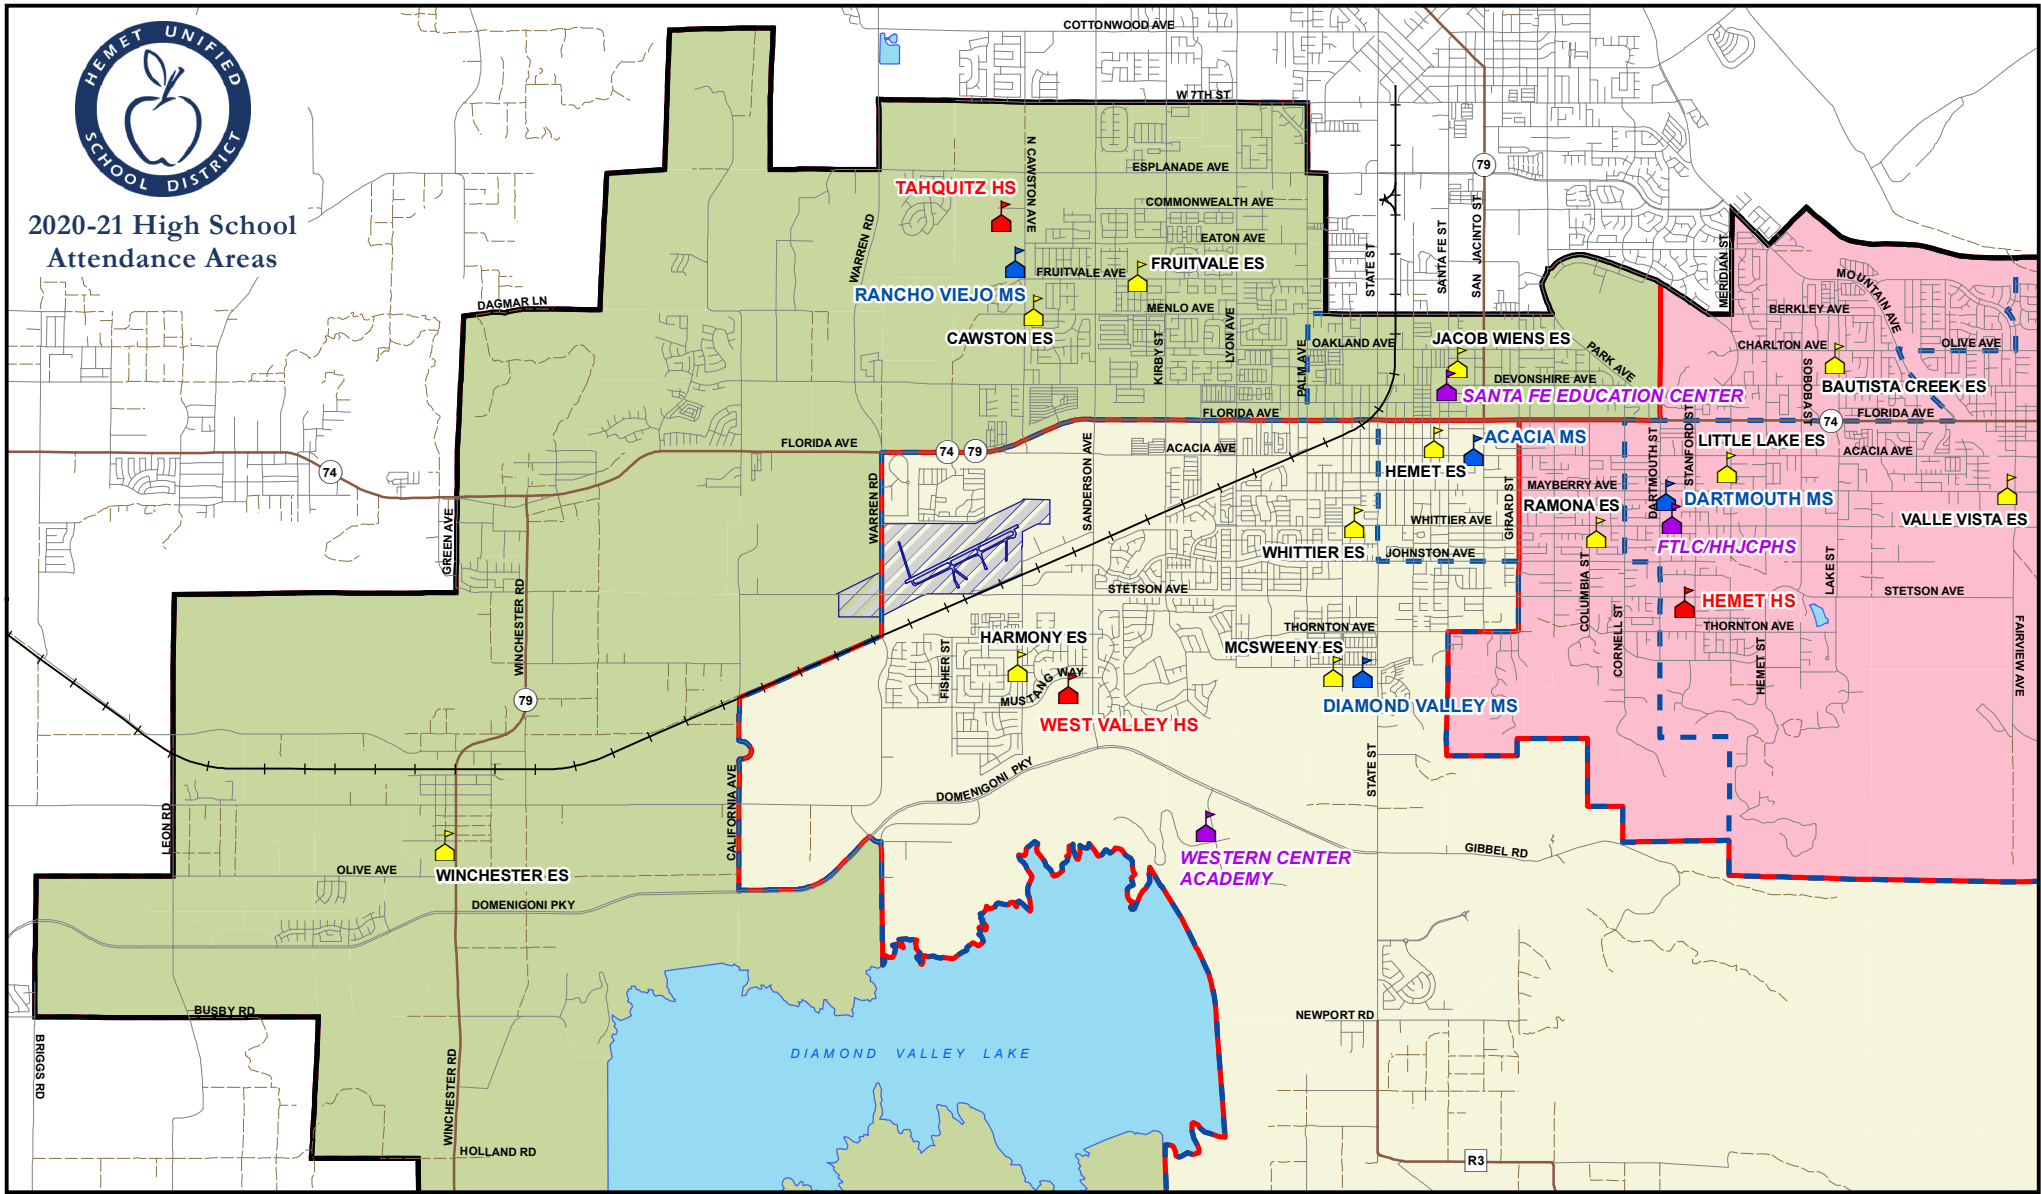 HEMET UNIFIED
SCHOOL DISTRICT
2020-21 High School
Attendance Areas
COTTONWOOD AVE
W 7TH ST
N CAWSTON AVE
ESPLANADE AVE
79
TAHQUITZ HS
COMMONWEALTH AVE
WARREN RD
EATON AVE
STATE ST
SANTA FE ST
SAN JACINTO ST
MERIDIAN ST
FRUITVALE AVE
FRUITVALE ES
MOUNTAIN AVE
RANCHO VIEJO MS
DAGMAR LN
MENLO AVE
BERKLEY AVE
CAWSTON ES
KIRBY ST
LYON AVE
PALM AVE
OAKLAND AVE
JACOB WIENS ES
PARK AVE
CHARLTON AVE
OLIVE AVE
SOBOBA ST
DEVONSHIRE AVE
BAUTISTA CREEK ES
SANTA FE EDUCATION CENTER
FLORIDA AVE
74
FLORIDA AVE
STANFORD ST
FLORIDA AVE
74
79
SANDERSON AVE
ACACIA AVE
ACACIA MS
DARTMOUTH ST
LITTLE LAKE ES
ACACIA AVE
74
HEMET ES
WARREN RD
GIRARD ST
MAYBERRY AVE
DARTMOUTH MS
RAMONA ES
VALLE VISTA ES
GREEN AVE
WHITTIER AVE
WHITTIER ES
JOHNSTON AVE
FTLC/HHJCPHS
WINCHESTER RD
STETSON AVE
COLUMBIA ST
LAKE ST
STETSON AVE
HEMET HS
CORNELL ST
THORNTON AVE
THORNTON AVE
FAIRVIEW AVE
HARMONY ES
MCSWEENY ES
FISHER ST
HEMET ST
MUSTANG WAY
79
WEST VALLEY HS
DIAMOND VALLEY MS
STATE ST
CALIFORNIA AVE
DOMENIGONI PKY
LEON RD
GIBBEL RD
WESTERN CENTER
ACADEMY
OLIVE AVE
WINCHESTER ES
DOMENIGONI PKY
BUSBY RD
NEWPORT RD
BRIGGS RD
WINCHESTER RD
DIAMOND VALLEY LAKE
HOLLAND RD
R3